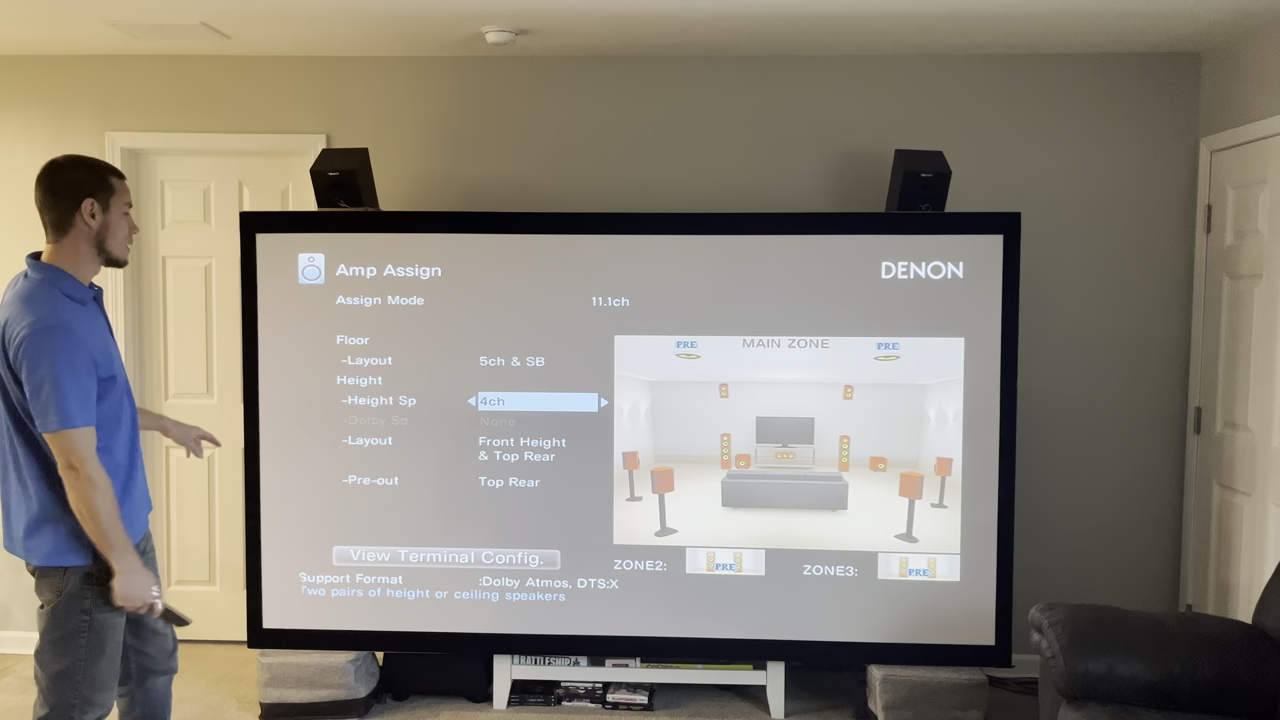 Amp Assign
DENON
Assign Mode 11.1ch
Floor
-Layout 5ch & SB
Height
-Height Sp 4ch
-Dolby Sp None
-Layout Front Height
& Top Rear
-Pre-out Top Rear
View Terminal Config.
Support Format :Dolby Atmos, DTS:X
Two pairs of height or ceiling speakers
PRE MAIN ZONE PRE
ZONE2: PRE ZONE3: PRE
BATTLESHIP